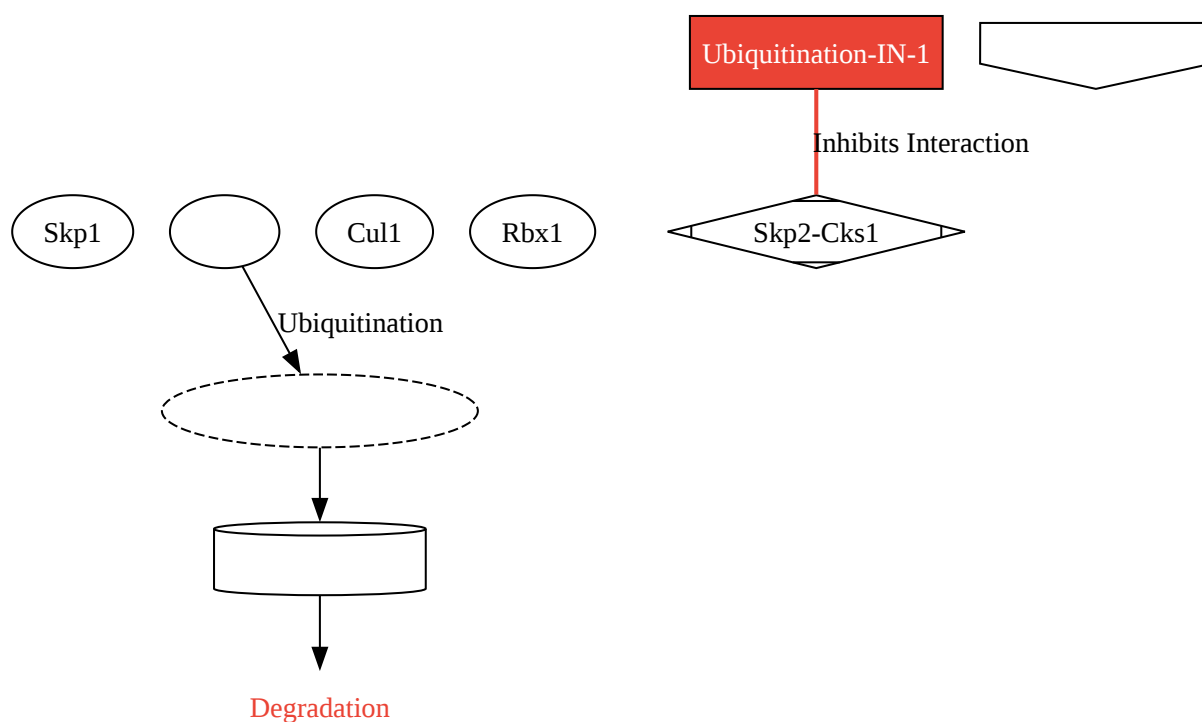 Ubiquitination-IN-1
Inhibits Interaction
Skp1
Cul1
Rbx1
Skp2-Cks1
Ubiquitination
Degradation